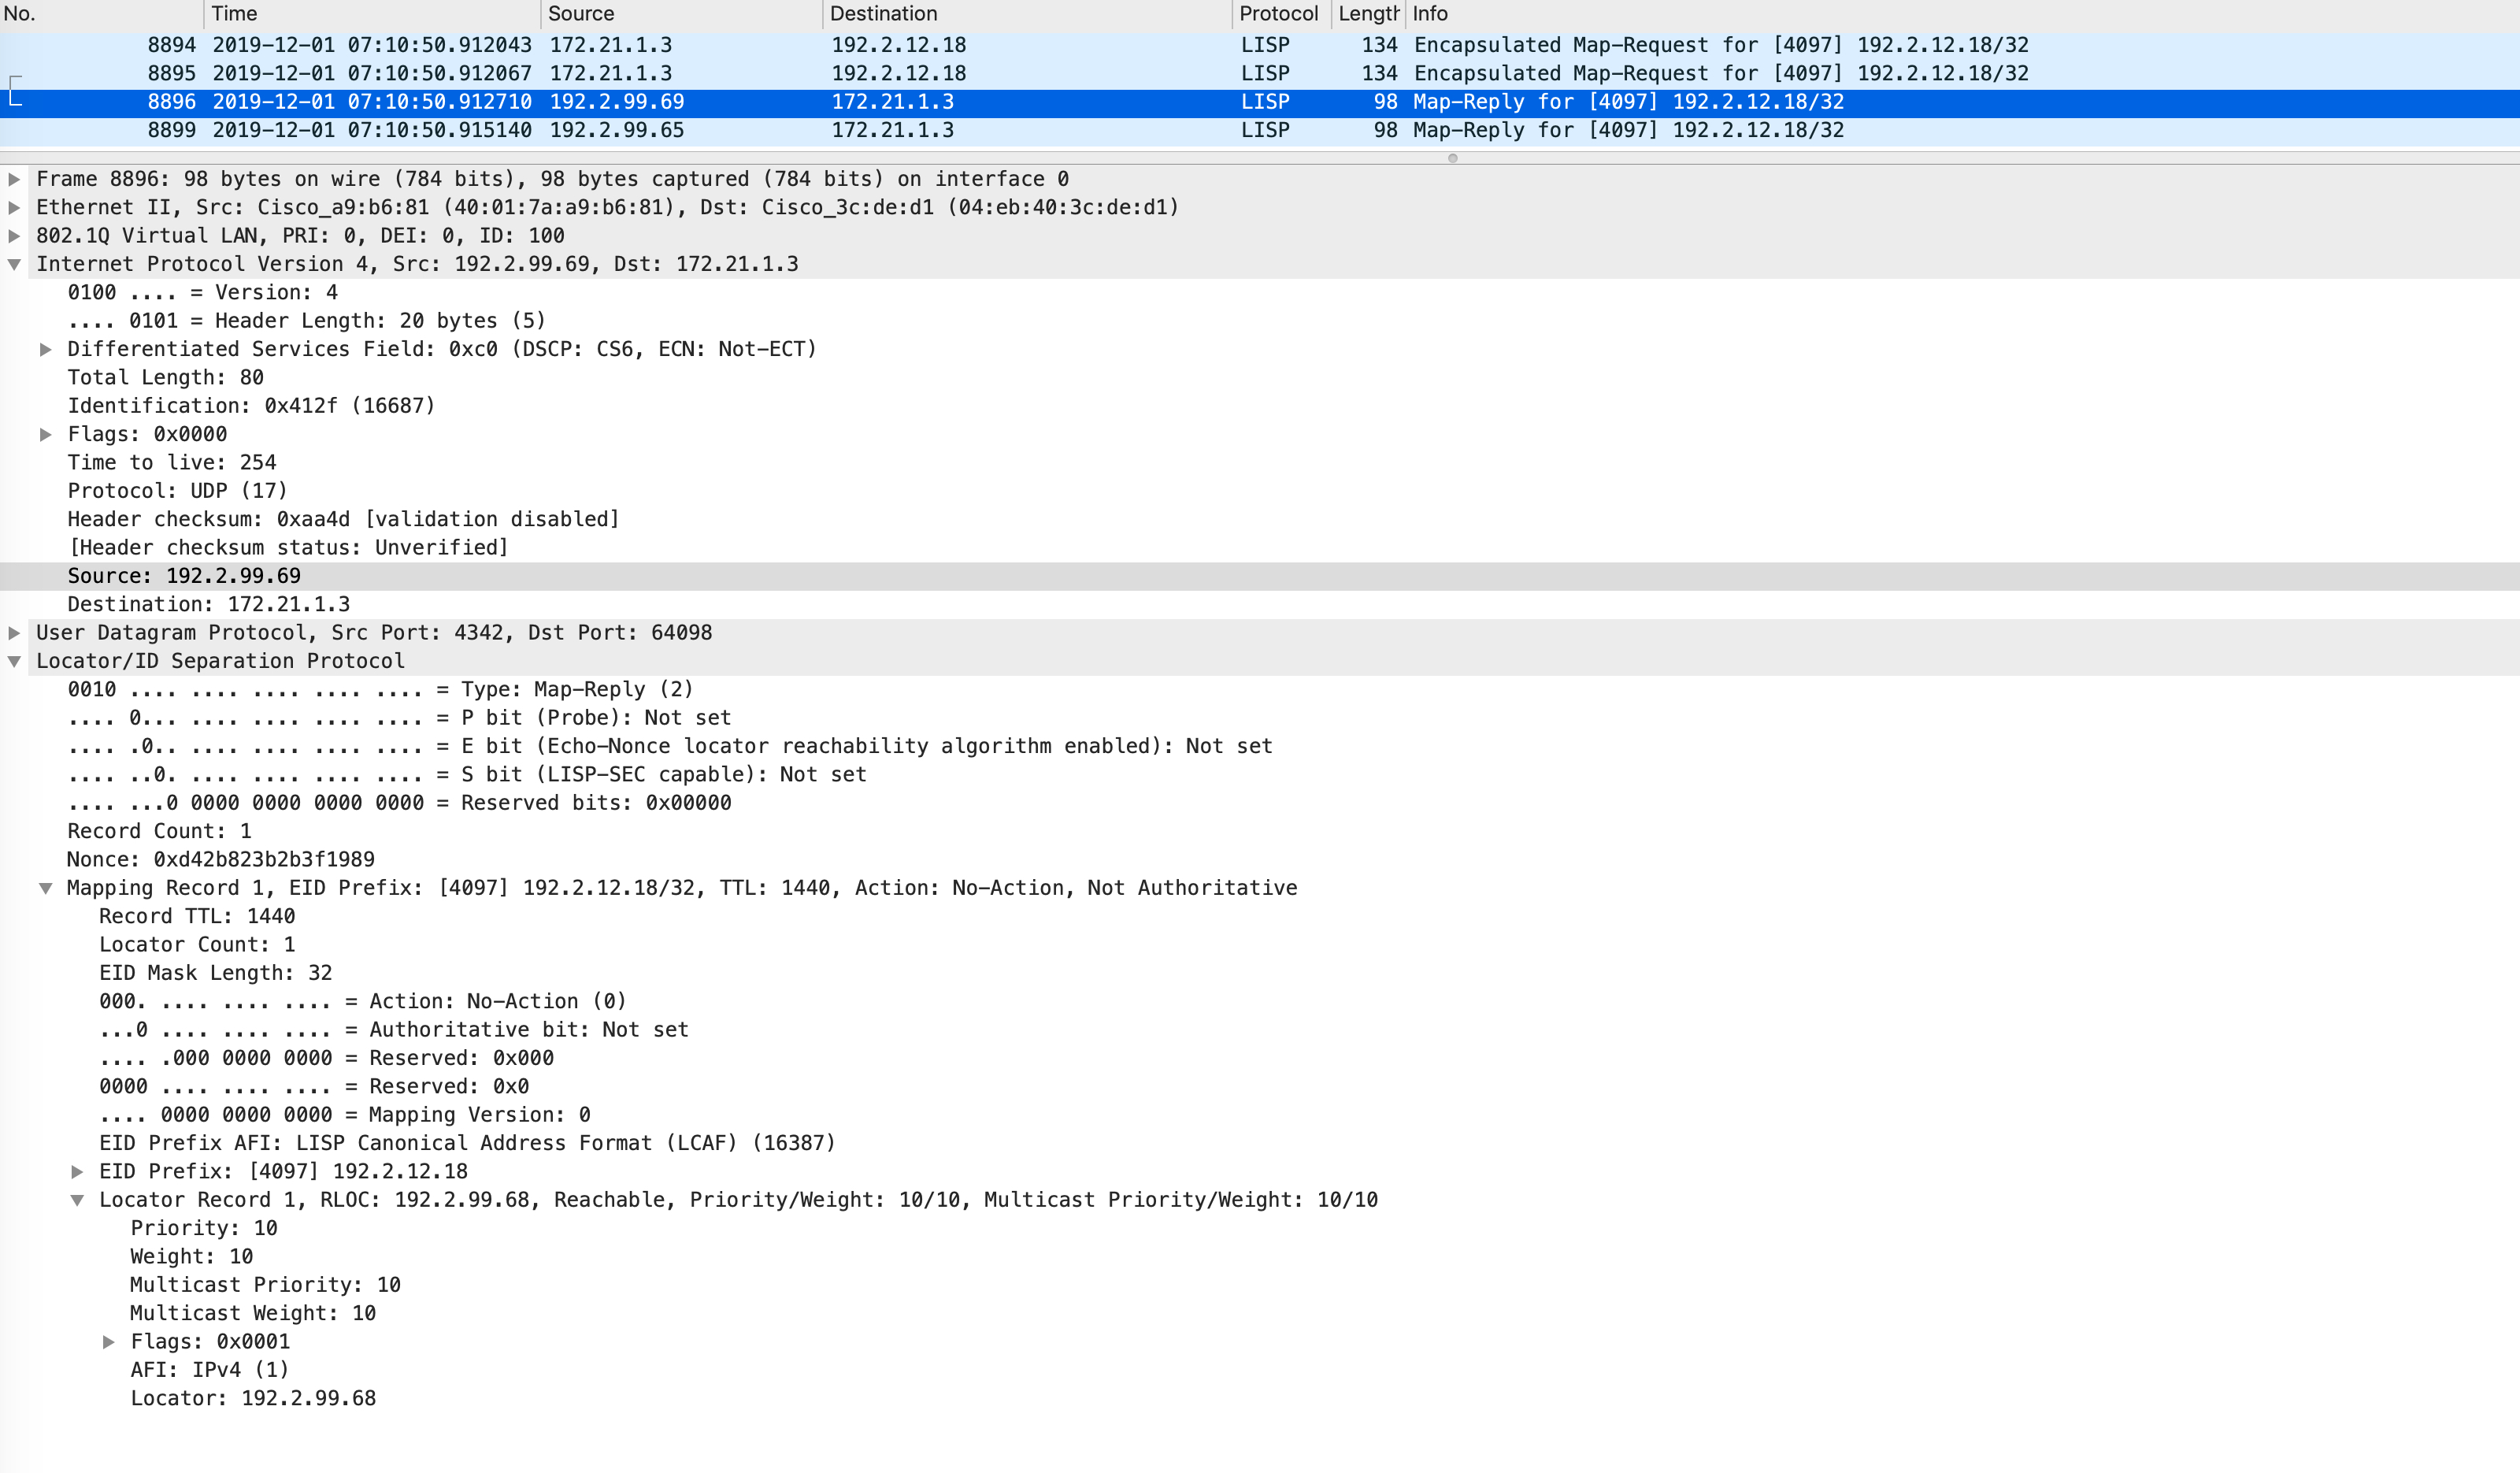 No. Time Source Destination Protocol Length Info
8894 2019-12-01 07:10:50.912043 172.21.1.3 192.2.12.18 LISP 134 Encapsulated Map-Request for [4097] 192.2.12.18/32
8895 2019-12-01 07:10:50.912067 172.21.1.3 192.2.12.18 LISP 134 Encapsulated Map-Request for [4097] 192.2.12.18/32
8896 2019-12-01 07:10:50.912710 192.2.99.69 172.21.1.3 LISP 98 Map-Reply for [4097] 192.2.12.18/32
8899 2019-12-01 07:10:50.915140 192.2.99.65 172.21.1.3 LISP 98 Map-Reply for [4097] 192.2.12.18/32
Frame 8896: 98 bytes on wire (784 bits), 98 bytes captured (784 bits) on interface 0
Ethernet II, Src: Cisco_a9:b6:81 (40:01:7a:a9:b6:81), Dst: Cisco_3c:de:d1 (04:eb:40:3c:de:d1)
802.1Q Virtual LAN, PRI: 0, DEI: 0, ID: 100
Internet Protocol Version 4, Src: 192.2.99.69, Dst: 172.21.1.3
0100 .... = Version: 4
.... 0101 = Header Length: 20 bytes (5)
Differentiated Services Field: 0xc0 (DSCP: CS6, ECN: Not-ECT)
Total Length: 80
Identification: 0x412f (16687)
Flags: 0x0000
Time to live: 254
Protocol: UDP (17)
Header checksum: 0xaa4d [validation disabled]
[Header checksum status: Unverified]
Source: 192.2.99.69
Destination: 172.21.1.3
User Datagram Protocol, Src Port: 4342, Dst Port: 64098
Locator/ID Separation Protocol
0010 .... .... .... .... .... = Type: Map-Reply (2)
.... 0... .... .... .... .... = P bit (Probe): Not set
.... .0.. .... .... .... .... = E bit (Echo-Nonce locator reachability algorithm enabled): Not set
.... ..0. .... .... .... .... = S bit (LISP-SEC capable): Not set
.... ...0 0000 0000 0000 0000 = Reserved bits: 0x00000
Record Count: 1
Nonce: 0xd42b823b2b3f1989
Mapping Record 1, EID Prefix: [4097] 192.2.12.18/32, TTL: 1440, Action: No-Action, Not Authoritative
Record TTL: 1440
Locator Count: 1
EID Mask Length: 32
000. .... .... .... = Action: No-Action (0)
...0 .... .... .... = Authoritative bit: Not set
.... .000 0000 0000 = Reserved: 0x000
0000 .... .... .... = Reserved: 0x0
.... 0000 0000 0000 = Mapping Version: 0
EID Prefix AFI: LISP Canonical Address Format (LCAF) (16387)
EID Prefix: [4097] 192.2.12.18
Locator Record 1, RLOC: 192.2.99.68, Reachable, Priority/Weight: 10/10, Multicast Priority/Weight: 10/10
Priority: 10
Weight: 10
Multicast Priority: 10
Multicast Weight: 10
Flags: 0x0001
AFI: IPv4 (1)
Locator: 192.2.99.68